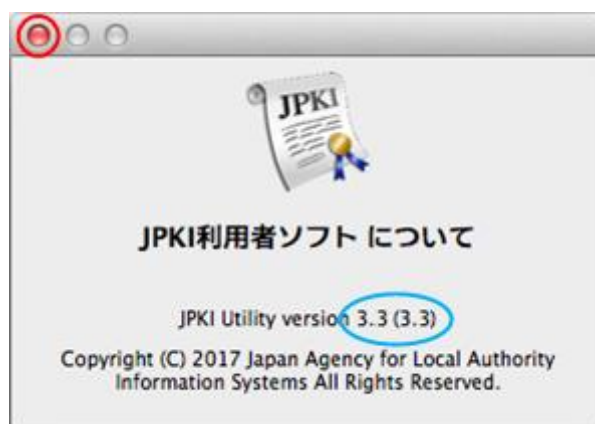 JPKI
JPKI利用者ソフト について
JPKI Utility version 3.3 (3.3)
Copyright (C) 2017 Japan Agency for Local Authority
Information Systems All Rights Reserved.